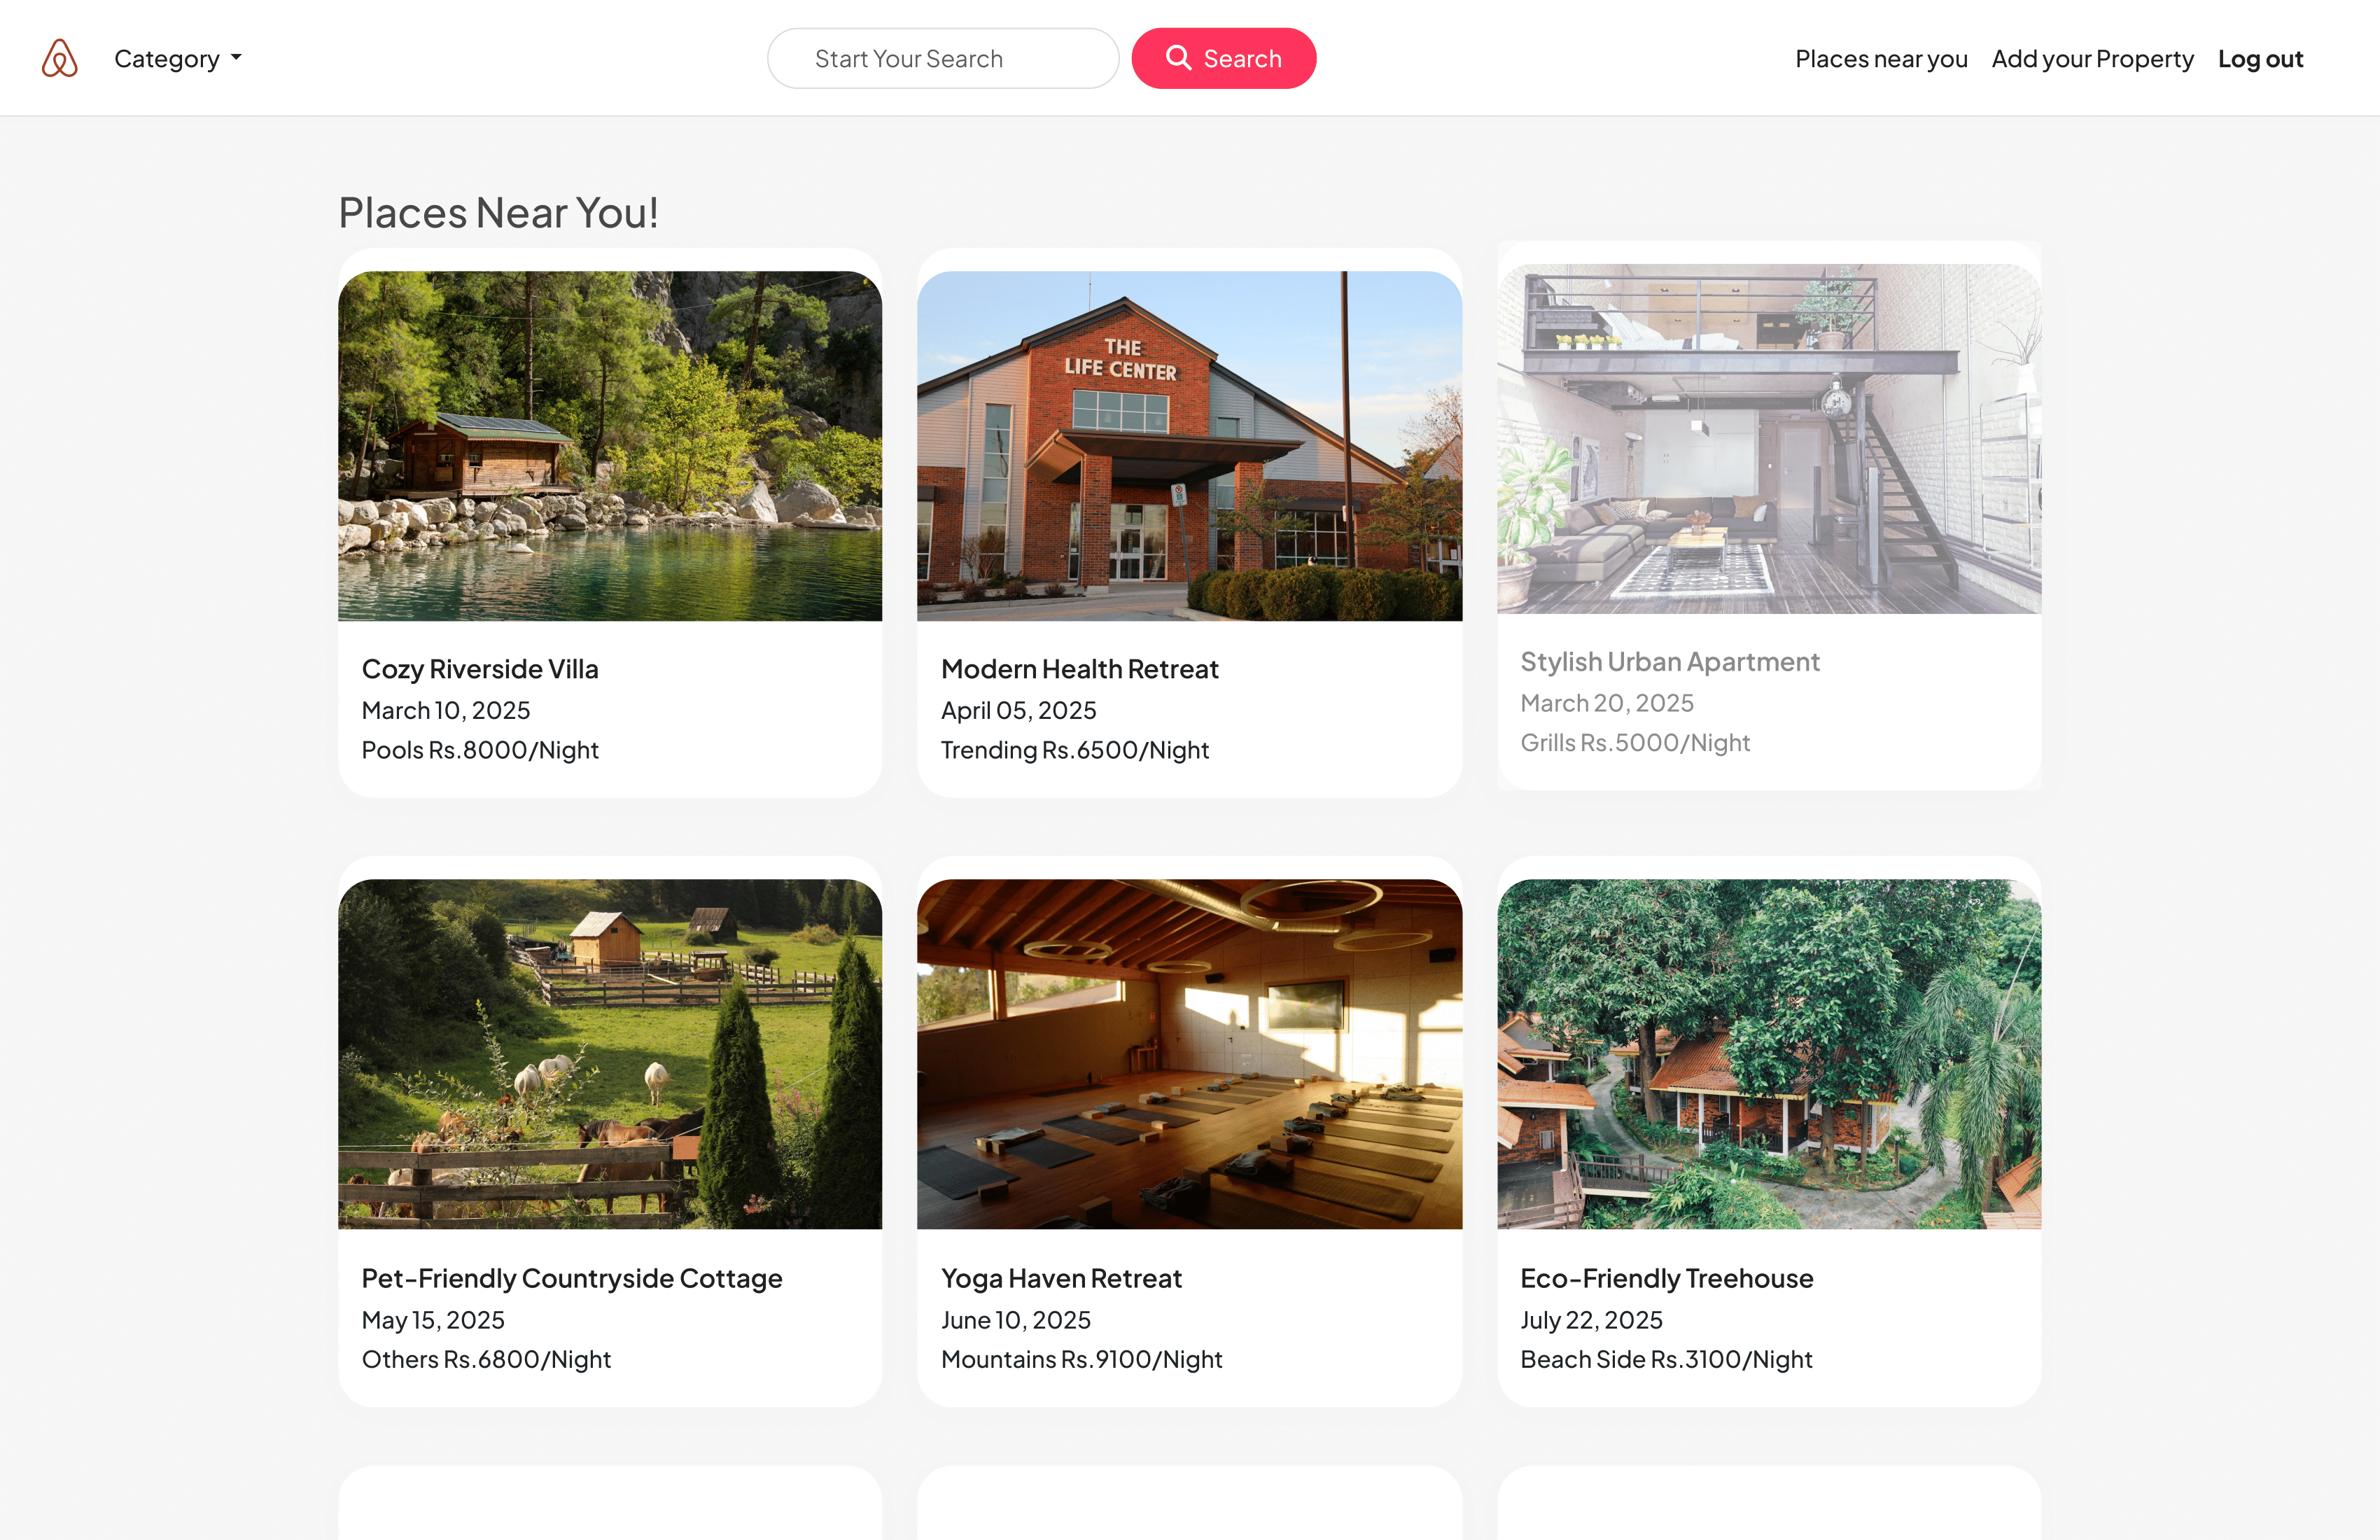 Category
Start Your Search
Search
Places near you
Add your Property
Log out
Places Near You!
THE
LIFE CENTER
Cozy Riverside Villa
March 10, 2025
Pools Rs.8000/Night
Modern Health Retreat
April 05, 2025
Trending Rs.6500/Night
Stylish Urban Apartment
March 20, 2025
Grills Rs.5000/Night
Pet-Friendly Countryside Cottage
May 15, 2025
Others Rs.6800/Night
Yoga Haven Retreat
June 10, 2025
Mountains Rs.9100/Night
Eco-Friendly Treehouse
July 22, 2025
Beach Side Rs.3100/Night